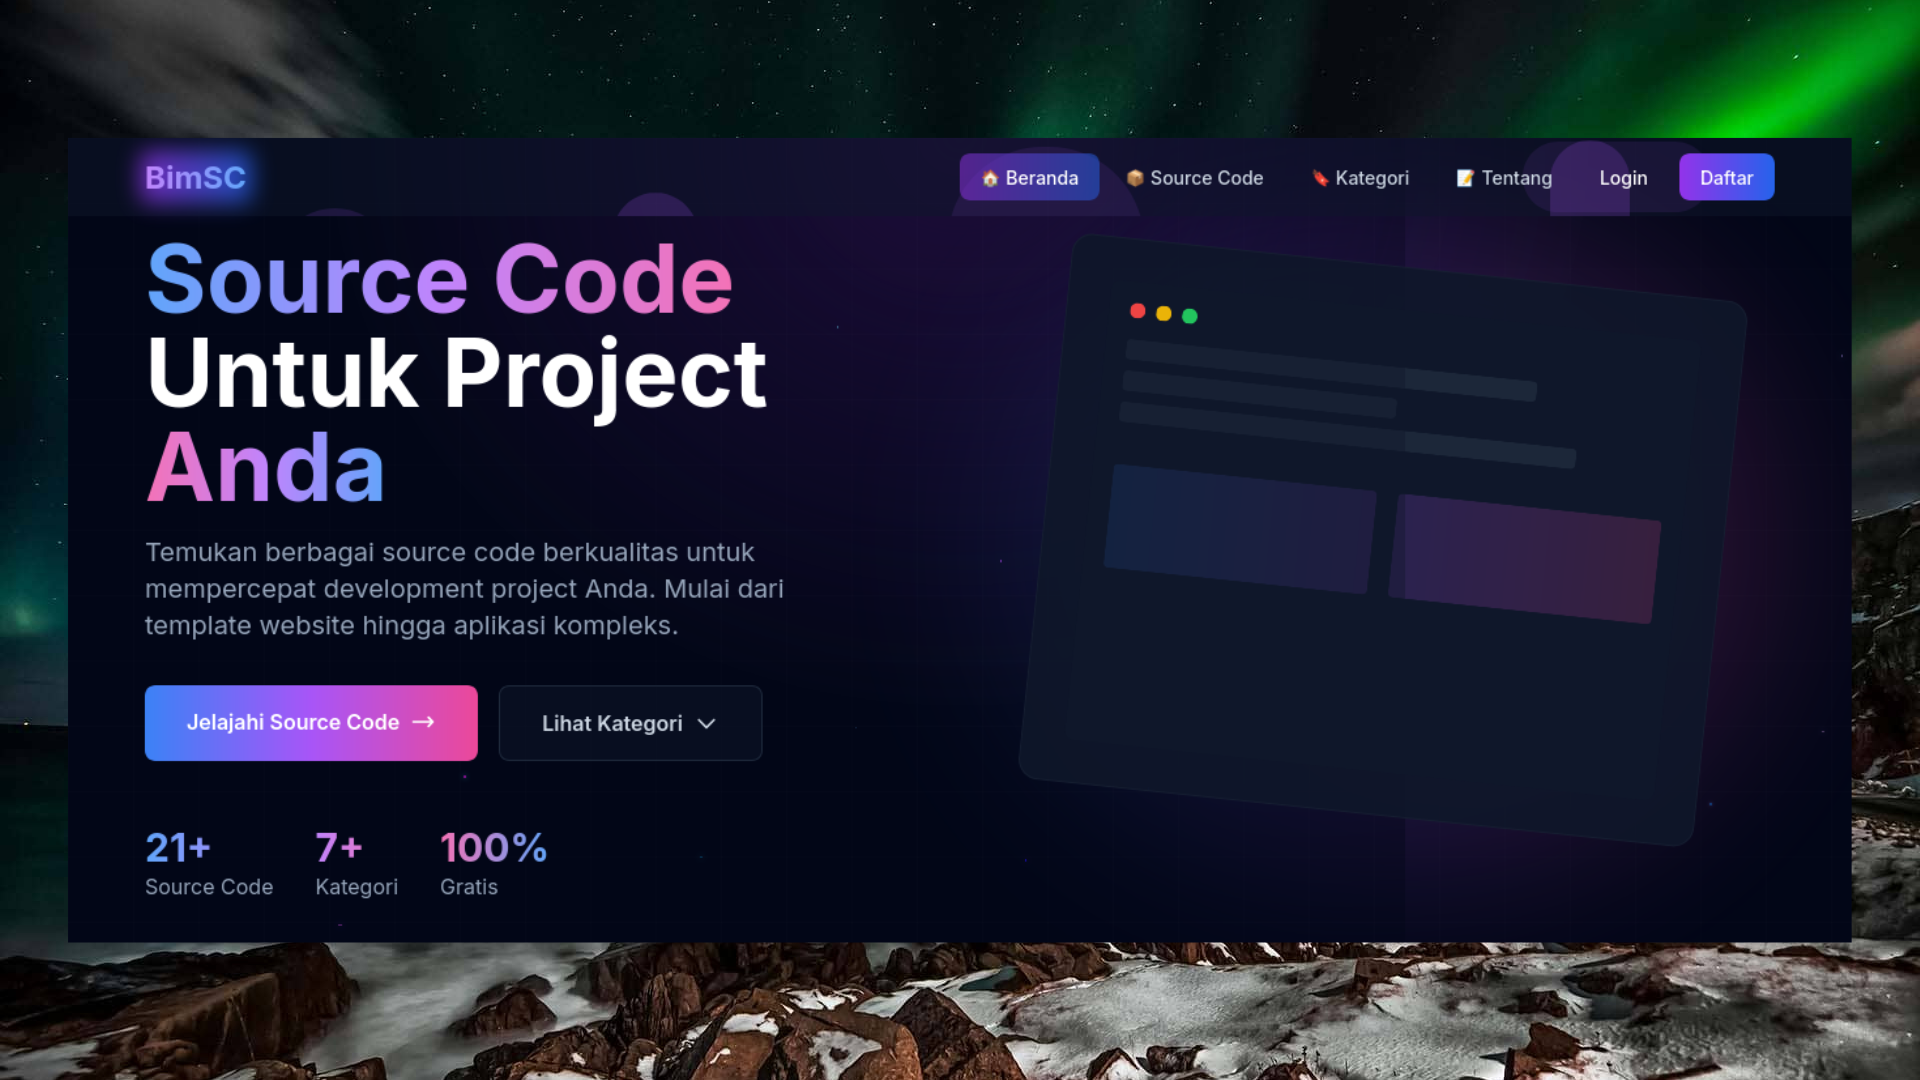 BimSC
🏠 Beranda
📦 Source Code
🔖 Kategori
📝 Tentang
Login
Daftar
Source Code
Untuk Project
Anda
Temukan berbagai source code berkualitas untuk
mempercepat development project Anda. Mulai dari
template website hingga aplikasi kompleks.
Jelajahi Source Code →
Lihat Kategori
21+
Source Code
7+
Kategori
100%
Gratis